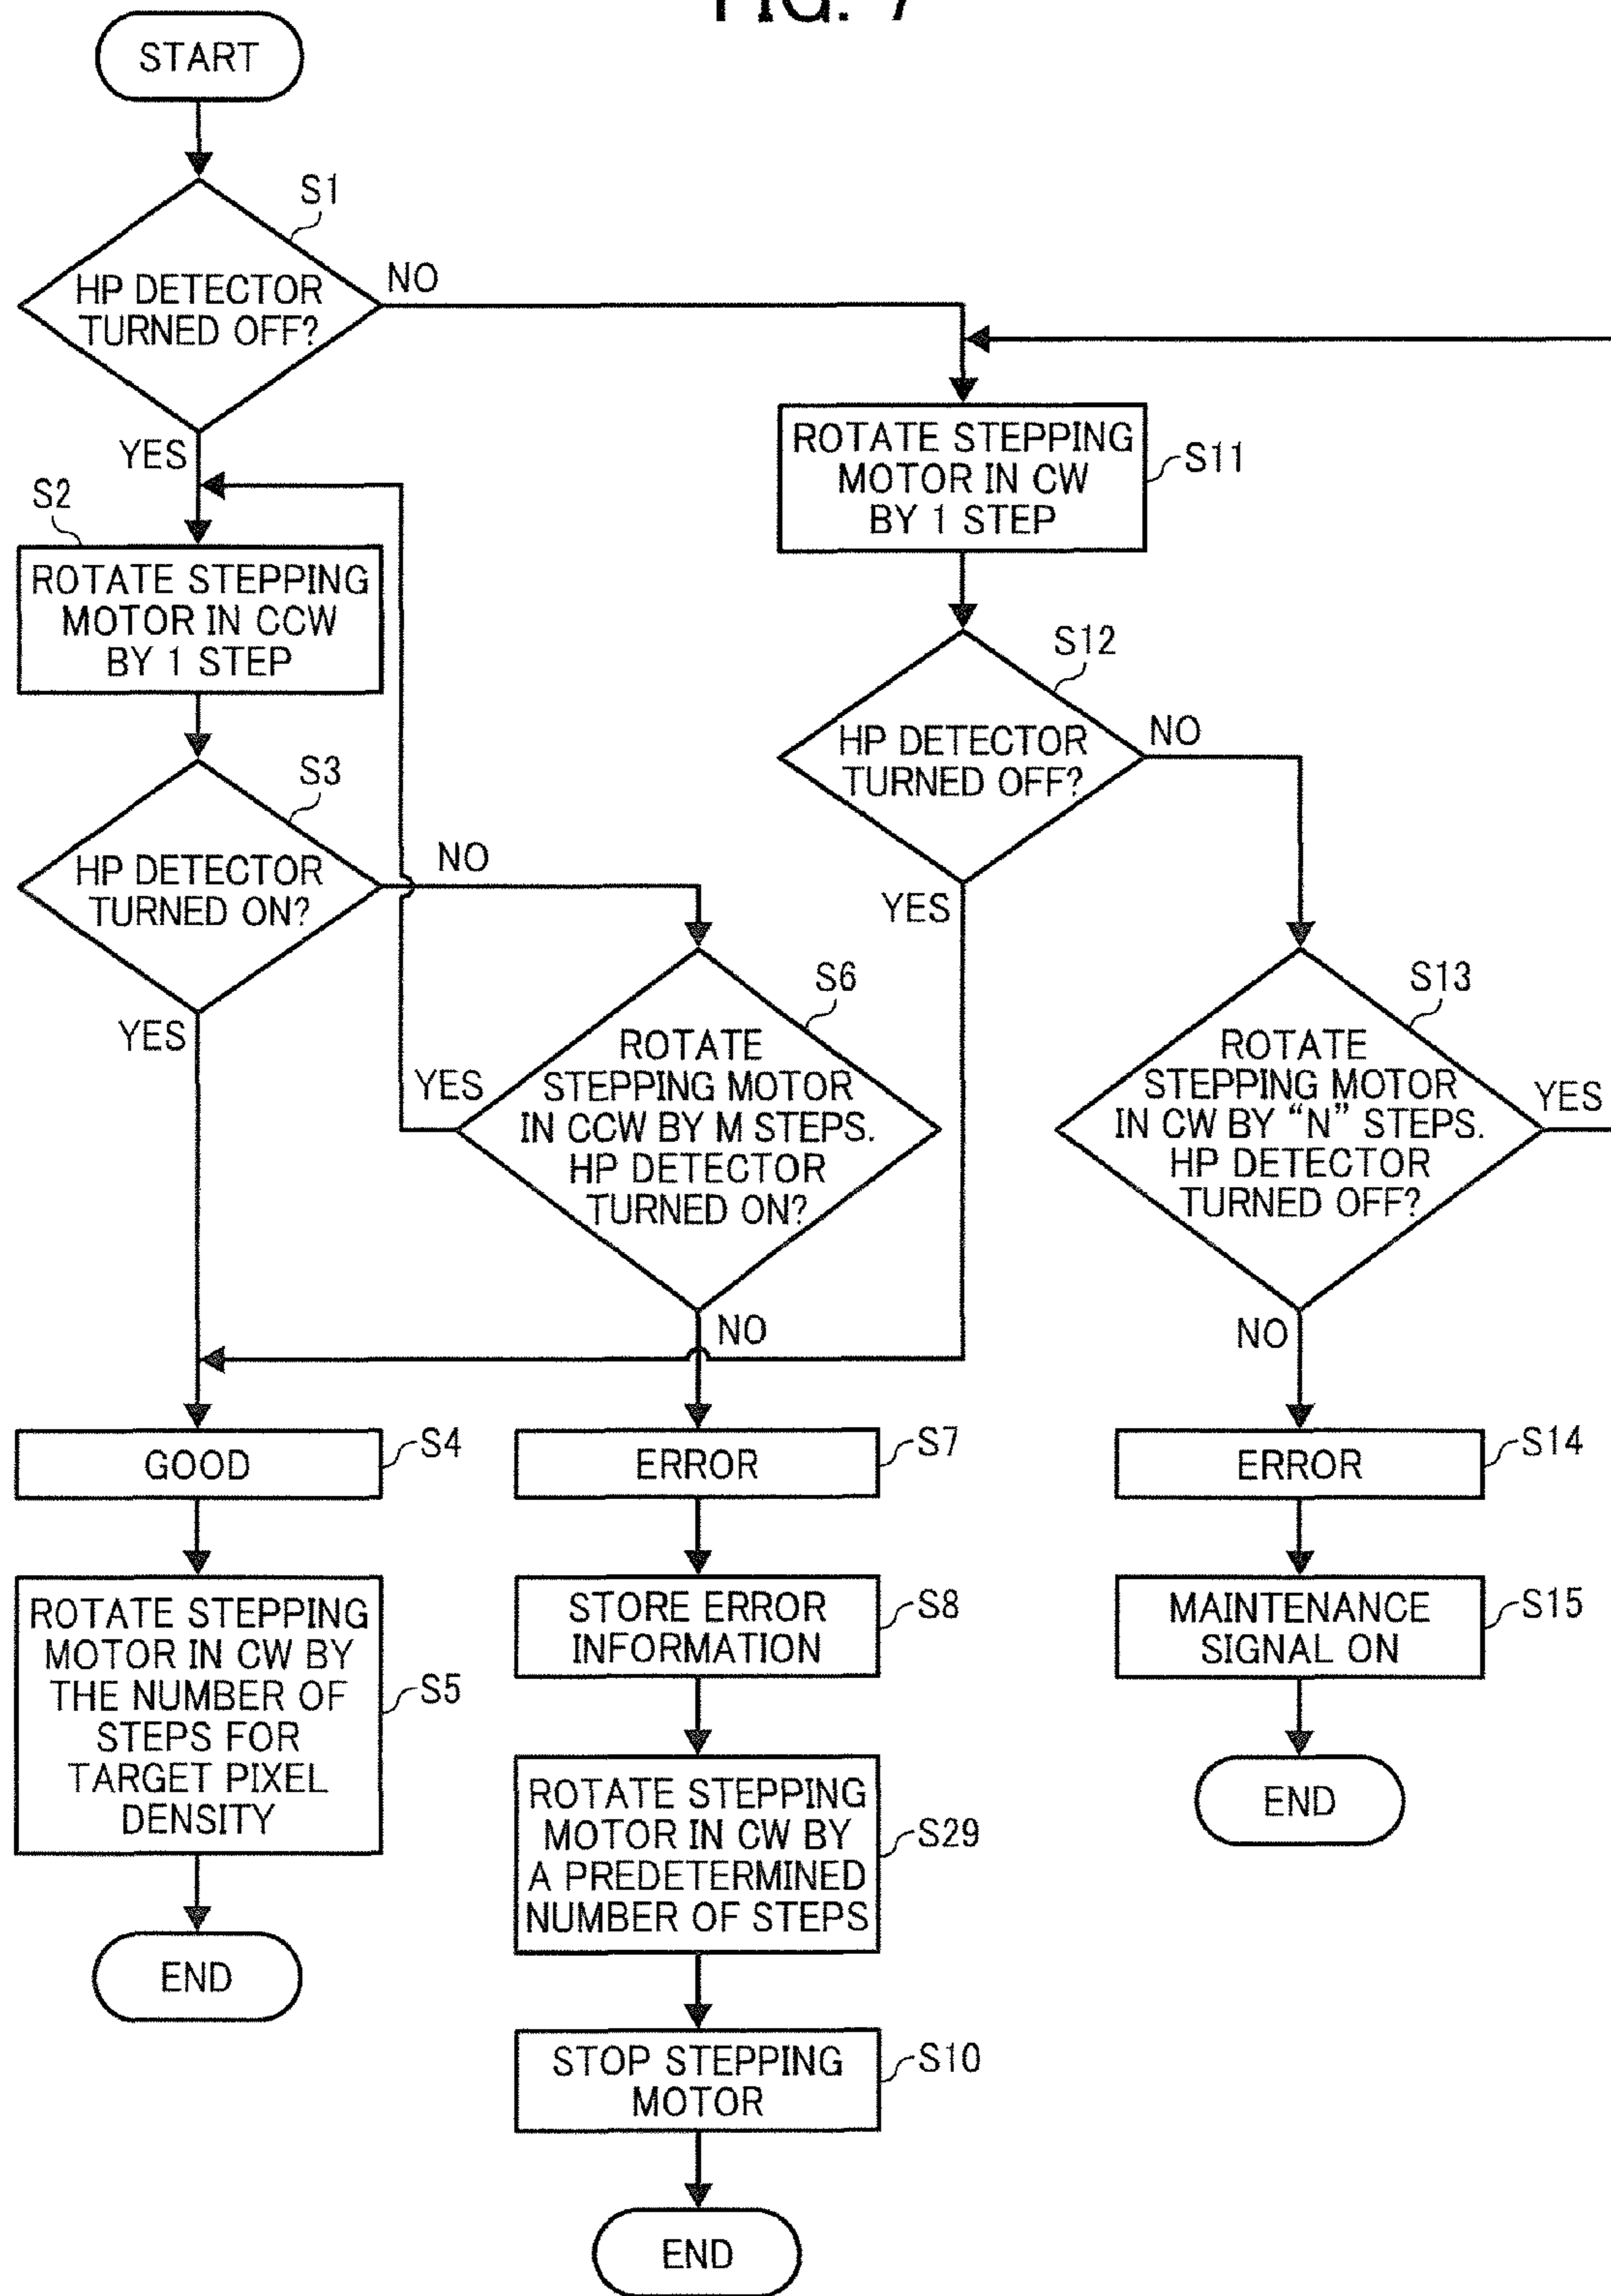 FIG. 7
START
S1
HP DETECTOR
TURNED OFF?
NO
YES
S2
ROTATE STEPPING
MOTOR IN CCW
BY 1 STEP
S3
HP DETECTOR
TURNED ON?
NO
YES
S6
ROTATE
STEPPING MOTOR
IN CCW BY M STEPS.
HP DETECTOR
TURNED ON?
YES
NO
S11
ROTATE STEPPING
MOTOR IN CW
BY 1 STEP
S12
HP DETECTOR
TURNED OFF?
NO
YES
S13
ROTATE
STEPPING MOTOR
IN CW BY “N” STEPS.
HP DETECTOR
TURNED OFF?
YES
NO
GOOD
S4
ROTATE STEPPING
MOTOR IN CW BY
THE NUMBER OF
STEPS FOR
TARGET PIXEL
DENSITY
S5
END
ERROR
S7
STORE ERROR
INFORMATION
S8
ROTATE STEPPING
MOTOR IN CW BY
A PREDETERMINED
NUMBER OF STEPS
S29
STOP STEPPING
MOTOR
S10
END
ERROR
S14
MAINTENANCE
SIGNAL ON
S15
END